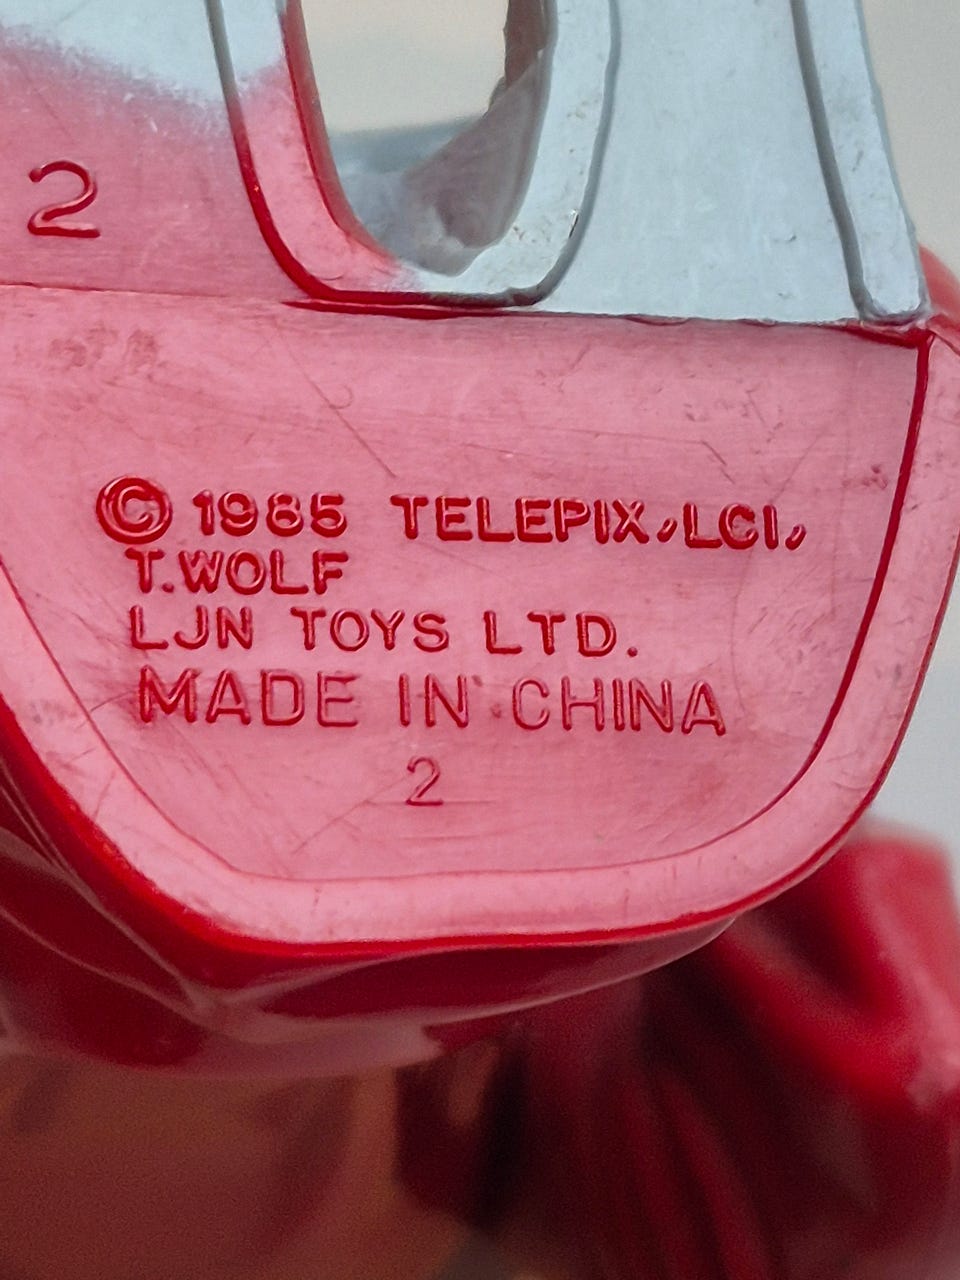 2
© 1985 TELEPIX, LCI,
T.WOLF
LJN TOYS LTD.
MADE IN CHINA
2